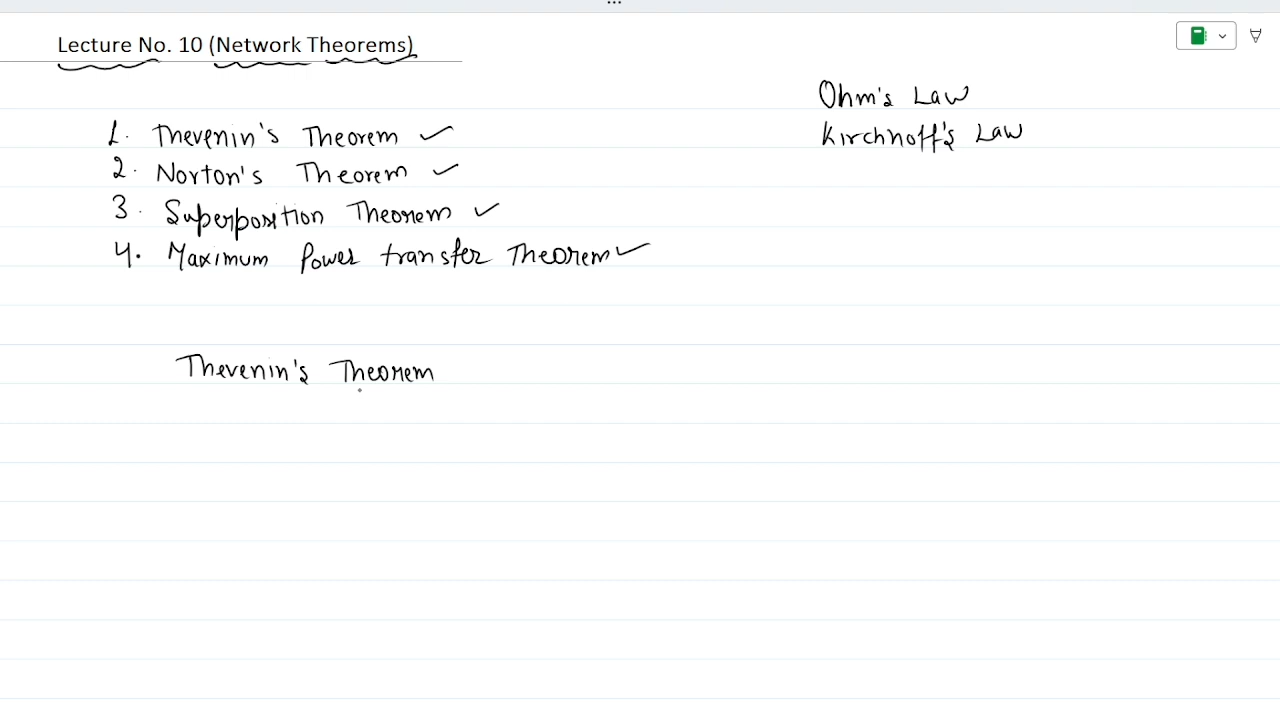 Lecture No. 10 (Network Theorems)
Ohm's Law
Kirchhoff's Law
1. Thevenin's Theorem ✓
2. Norton's Theorem ✓
3. Superposition Theorem ✓
4. Maximum Power transfer Theorem ✓
Thevenin's Theorem